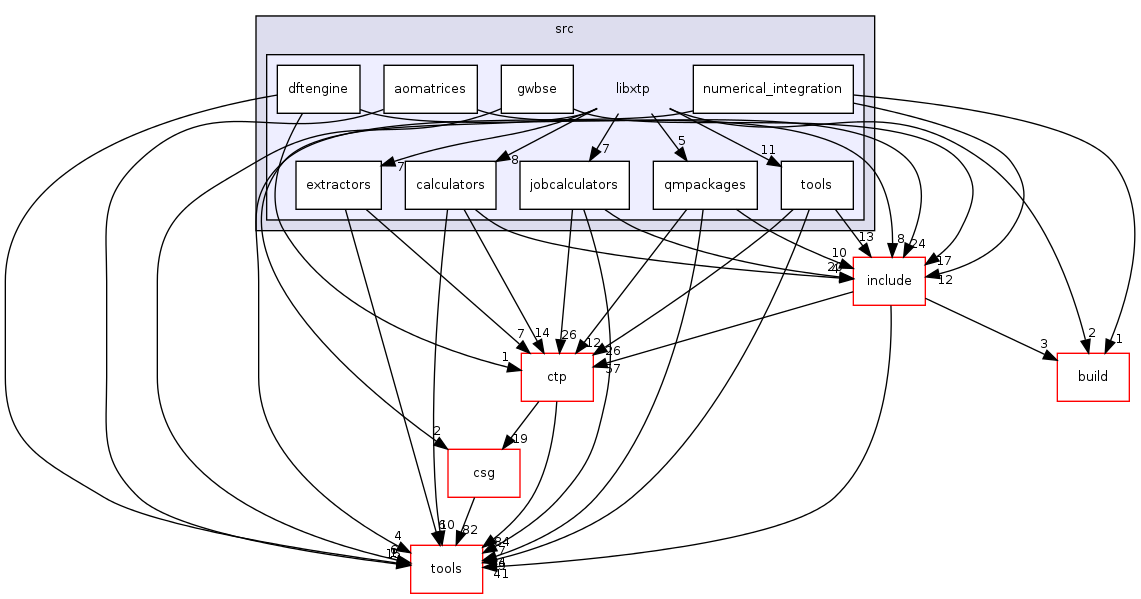 src
dftengine aomatrices gwbse libxtp numerical_integration
7 5 11
7 8
extractors calculators jobcalculators qmpackages tools
13 8 24
10 17
include
12
7 14 26 12 2 1
1 26 3
57
ctp build
2 19
csg
10 82
4 84
41
tools